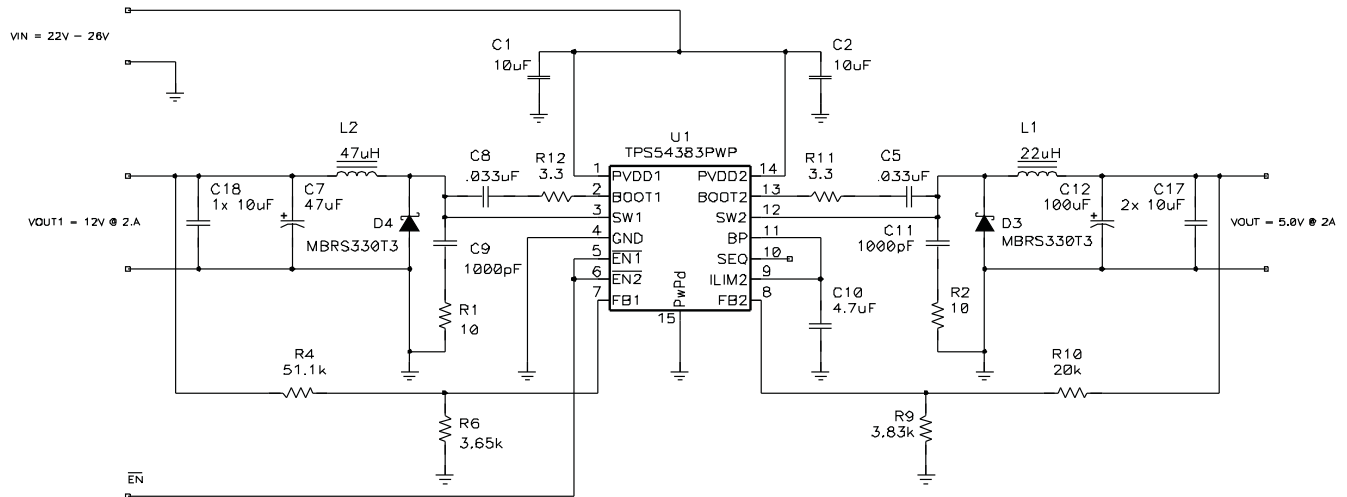 VIN = 22V – 26V
C1
10uF
C2
10uF
L2
47uH
C8
.033uF
R12
3.3
U1
TPS54383PWP
R11
3.3
C5
.033uF
L1
22uH
1
PVDD1
PVDD2
14
2
BOOT1
BOOT2
13
3
SW1
SW2
12
4
GND
BP
11
5
EN1
SEQ
10
6
EN2
ILIM2
9
7
FB1
FB2
8
PwPd
15
C18
1x 10uF
C7
47uF
VOUT1 = 12V @ 2.A
D4
MBRS330T3
C9
1000pF
R1
10
C10
4.7uF
C11
1000pF
R2
10
D3
MBRS330T3
C12
100uF
C17
2x 10uF
VOUT = 5.0V @ 2A
R4
51.1k
R6
3.65k
R9
3.83k
R10
20k
EN